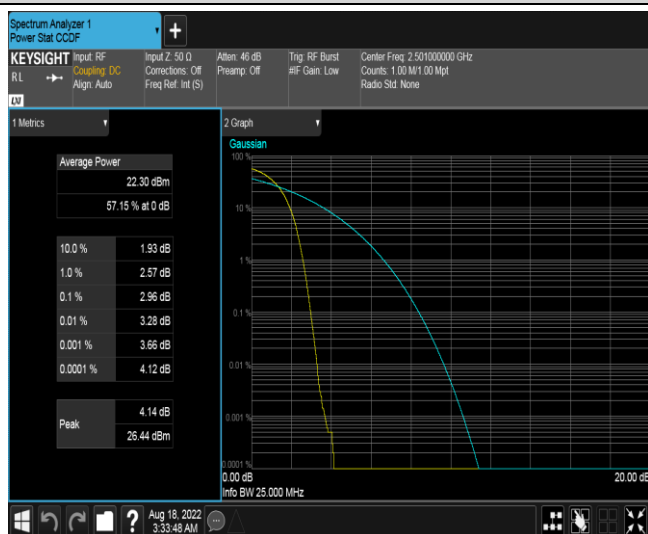 Spectrum Analyzer 1
Power Stat CCDF
+
KEYSIGHT
RL
LXI
Input: RF
Coupling: DC
Align: Auto
Input Z: 50 Ω
Corrections: Off
Freq Ref: Int (S)
Atten: 46 dB
Preamp: Off
Trig: RF Burst
#IF Gain: Low
Center Freq: 2.501000000 GHz
Counts: 1.00 M/1.00 Mpt
Radio Std: None
1 Metrics
Average Power
22.30 dBm
57.15 % at 0 dB
10.0 % 1.93 dB
1.0 % 2.57 dB
0.1 % 2.96 dB
0.01 % 3.28 dB
0.001 % 3.66 dB
0.0001 % 4.12 dB
Peak
4.14 dB
26.44 dBm
2 Graph
Gaussian
100 %
10 %
1 %
0.1 %
0.01 %
0.001 %
0.0001 %
0.00 dB 20.00 dB
Info BW 25.000 MHz
?
Aug 18, 2022
3:33:48 AM